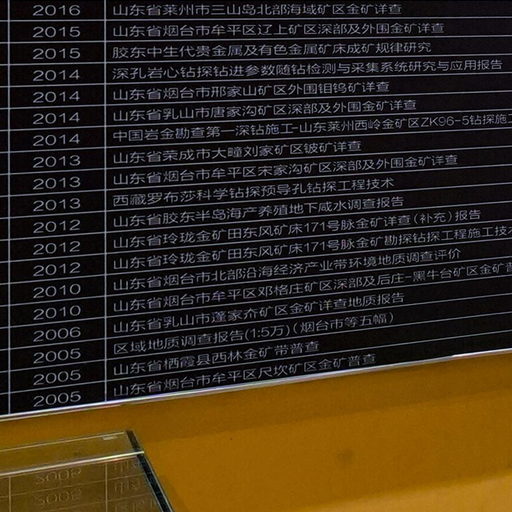 2016 山东省莱州市三山岛北部海域矿区金矿详查
2015 山东省烟台市牟平区辽上矿区深部及外围金矿详查
2015 胶东中生代贵金属及有色金属矿床成矿规律研究
2014 深孔岩心钻探钻进参数随钻检测与采集系统研究与应用报告
2014 山东省烟台市邢家山矿区外围钼钨矿详查
2014 山东省乳山市唐家沟矿区深部及外围金矿详查
2014 中国岩金勘查第一深钻施工-山东莱州西岭金矿区ZK96-5钻探施
2013 山东省荣成市大疃刘家矿区铍矿详查
2013 山东省烟台市牟平区宋家沟矿区深部及外围金矿详查
2013 西藏罗布莎科学钻探预导孔钻探工程技术
2012 山东省胶东半岛海产养殖地下咸水调查报告
2012 山东省玲珑金矿田东风矿床171号脉金矿详查(补充)报告
2012 山东省玲珑金矿田东风矿床171号脉金矿勘探钻探工程施工技
2010 山东省烟台市北部沿海经济产业带环境地质调查评价
2010 山东省烟台市牟平区邓格庄矿区深部及后庄-黑牛台矿区金矿
2006 山东省乳山市蓬家夼矿区金矿详查地质报告
2005 区域地质调查报告(1:5万)(烟台市等五幅)
2005 山东省栖霞县西林金矿带普查
2005 山东省烟台市牟平区尺坎矿区金矿普查